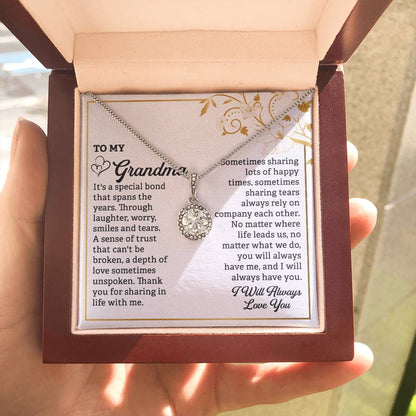 TO MY
Grandma
It's a special bond
that spans the
years. Through
laughter, worry,
smiles and tears.
A sense of trust
that can't be
broken, a depth of
love sometimes
unspoken. Thank
you for sharing in
life with me.
Sometimes sharing
lots of happy
times, sometimes
sharing tears
always rely on
company each other.
No matter where
life leads us, no
matter what we do,
you will always
have me, and I will
always have you.
I Will Always
Love You